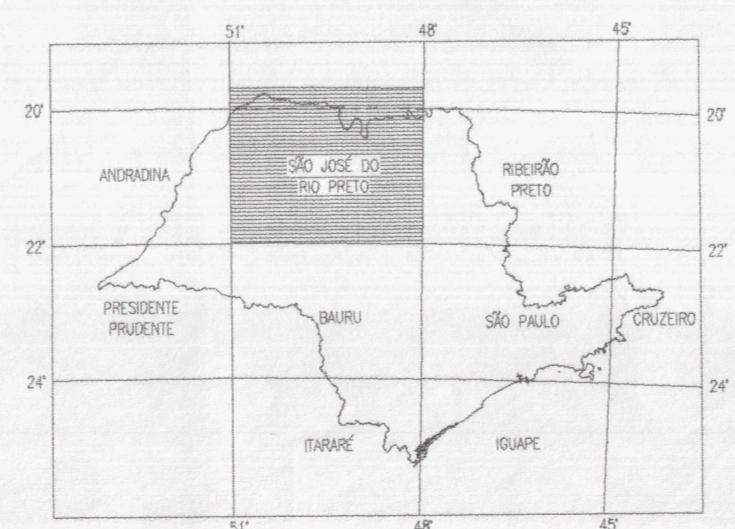 51° 48° 45°
20° 20°
SÃO JOSÉ DO
RIO PRETO
ANDRADINA
RIBEIRÃO
PRETO
22° 22°
PRESIDENTE
PRUDENTE
BAURU
SÃO PAULO
CRUZEIRO
24° 24°
ITARARÉ
IGUAPE
51° 48° 45°